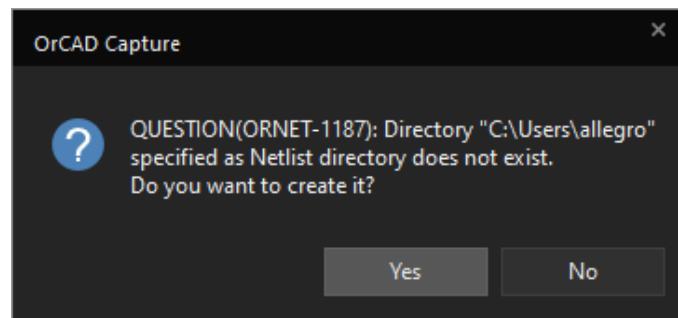 OrCAD Capture
QUESTION(ORNET-1187): Directory "C:\Users\allegro"
specified as Netlist directory does not exist.
Do you want to create it?
Yes
No